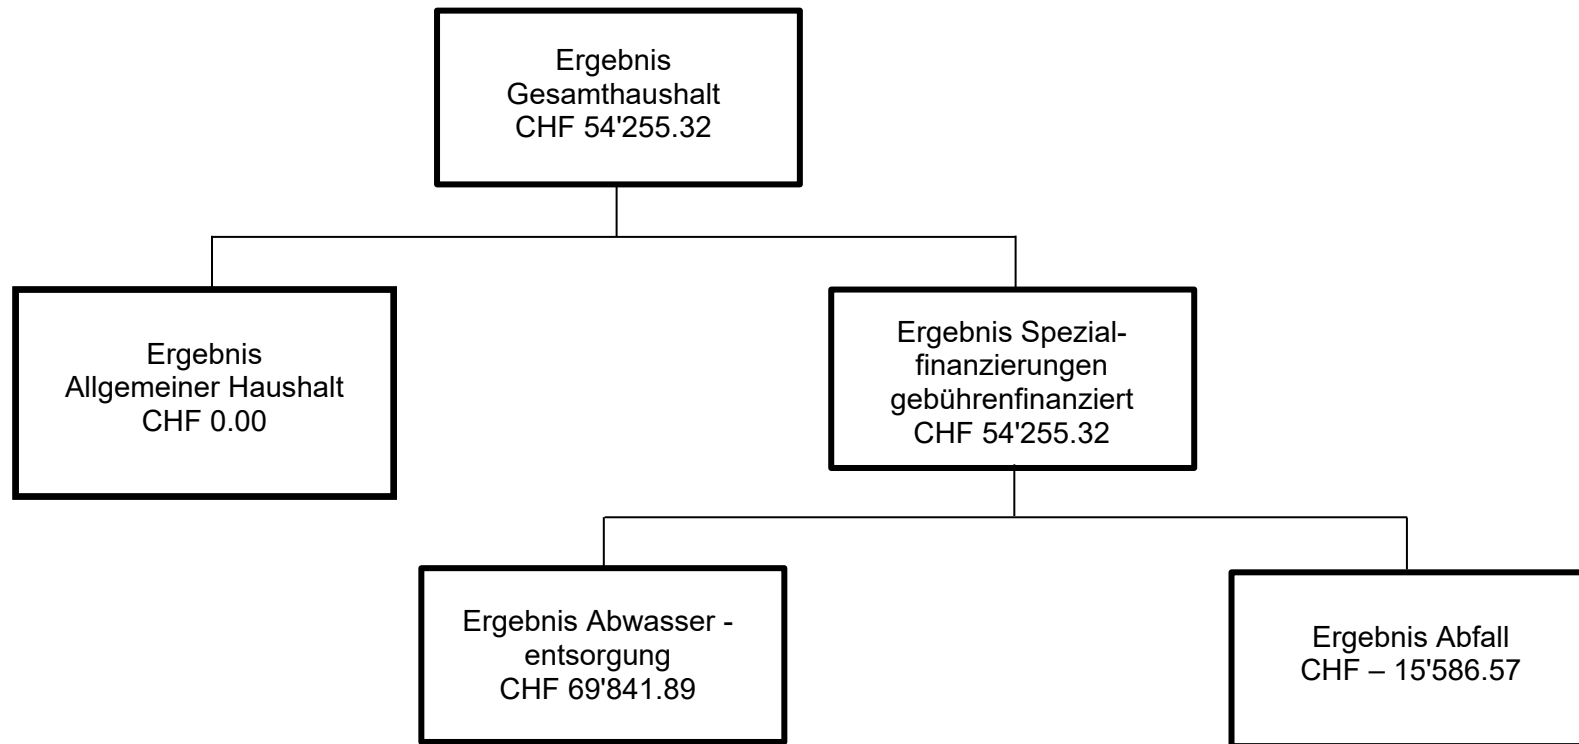 Ergebnis
Gesamthaushalt
CHF 54'255.32
Ergebnis
Allgemeiner Haushalt
CHF 0.00
Ergebnis Spezial-
finanzierungen
gebührenfinanziert
CHF 54'255.32
Ergebnis Abwasser -
entsorgung
CHF 69'841.89
Ergebnis Abfall
CHF – 15'586.57